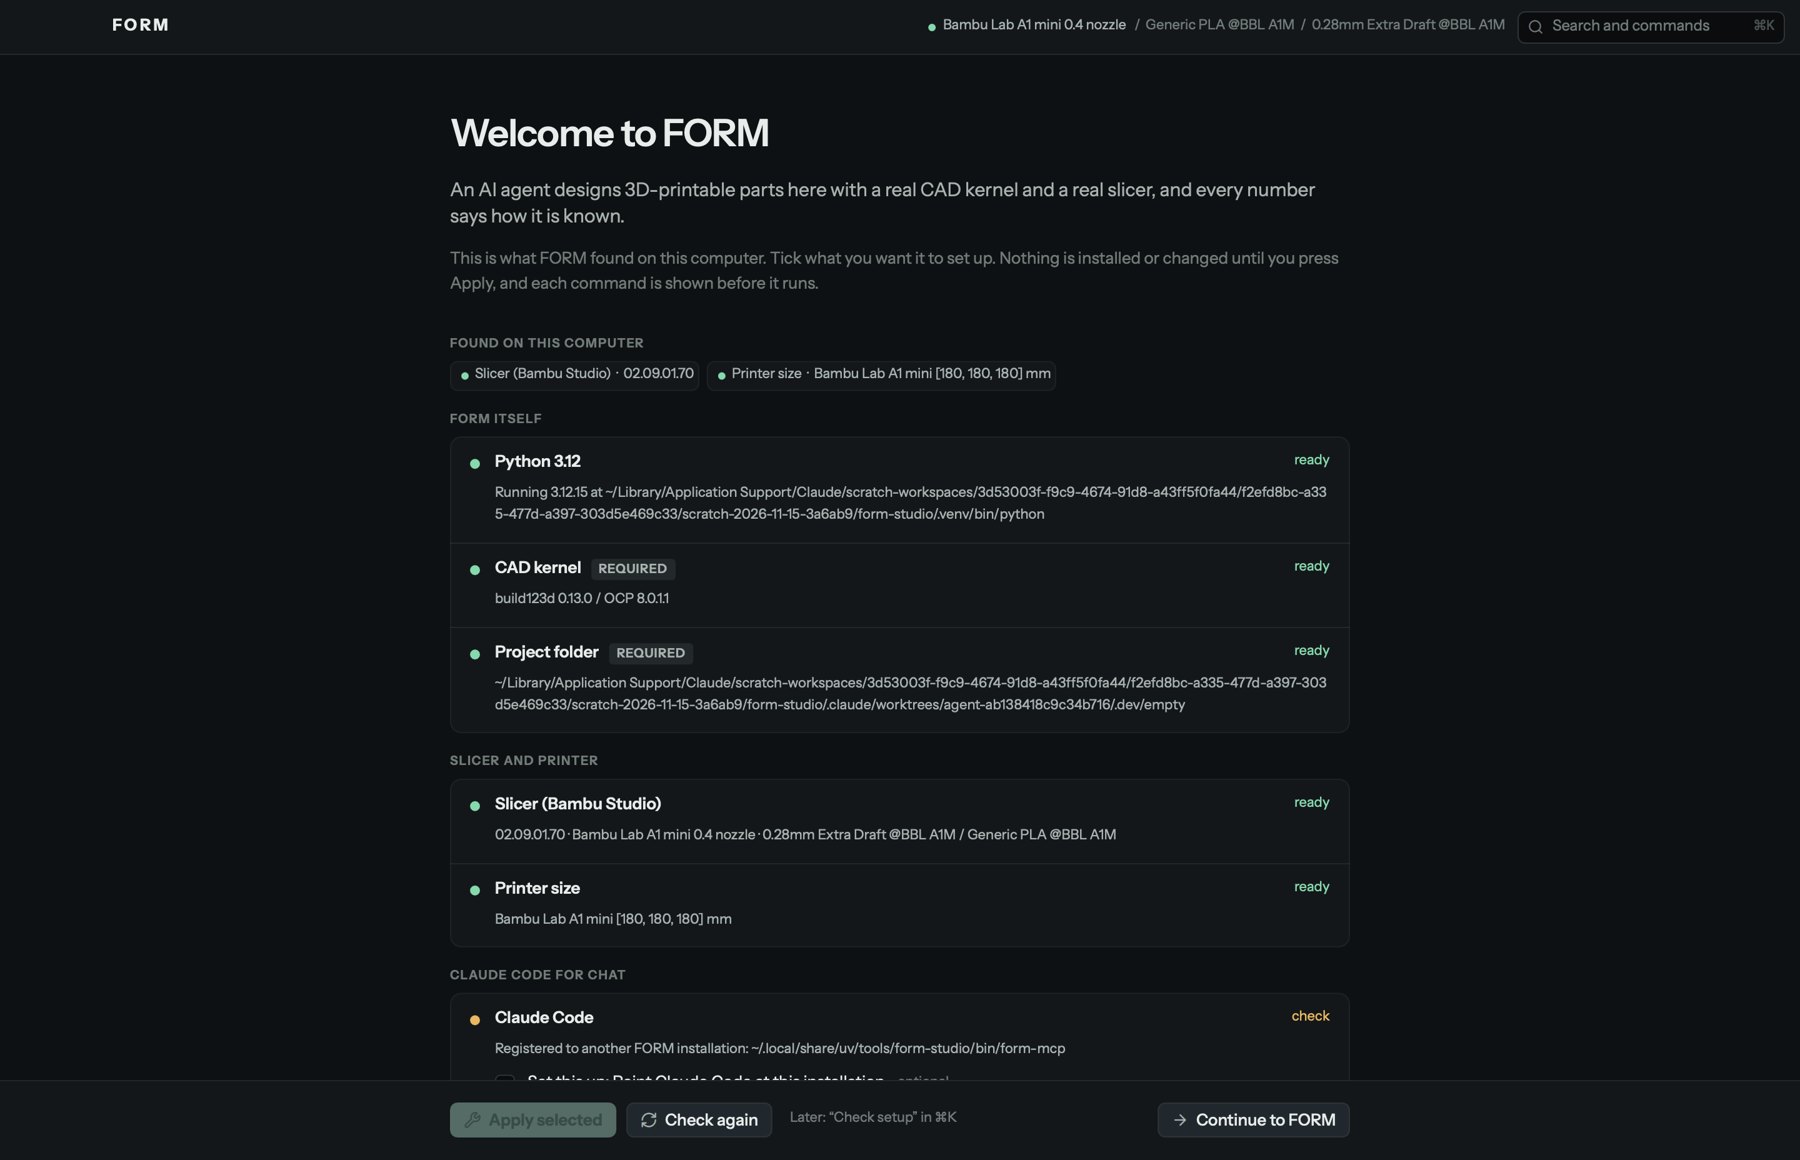 FORM
Bambu Lab A1 mini 0.4 nozzle / Generic PLA @BBL A1M / 0.28mm Extra Draft @BBL A1M
Search and commands ⌘K
Welcome to FORM
An AI agent designs 3D-printable parts here with a real CAD kernel and a real slicer, and every number
says how it is known.
This is what FORM found on this computer. Tick what you want it to set up. Nothing is installed or changed until you press
Apply, and each command is shown before it runs.
FOUND ON THIS COMPUTER
Slicer (Bambu Studio) · 02.09.01.70
Printer size · Bambu Lab A1 mini [180, 180, 180] mm
FORM ITSELF
Python 3.12 ready
Running 3.12.15 at ~/Library/Application Support/Claude/scratch-workspaces/3d53003f-f9c9-4674-91d8-a43ff5f0fa44/f2efd8bc-a33
5-477d-a397-303d5e469c33/scratch-2026-11-15-3a6ab9/form-studio/.venv/bin/python
CAD kernel REQUIRED ready
build123d 0.13.0 / OCP 8.0.1.1
Project folder REQUIRED ready
~/Library/Application Support/Claude/scratch-workspaces/3d53003f-f9c9-4674-91d8-a43ff5f0fa44/f2efd8bc-a335-477d-a397-303
d5e469c33/scratch-2026-11-15-3a6ab9/form-studio/.claude/worktrees/agent-ab138418c9c34b716/.dev/empty
SLICER AND PRINTER
Slicer (Bambu Studio) ready
02.09.01.70 · Bambu Lab A1 mini 0.4 nozzle · 0.28mm Extra Draft @BBL A1M / Generic PLA @BBL A1M
Printer size ready
Bambu Lab A1 mini [180, 180, 180] mm
CLAUDE CODE FOR CHAT
Claude Code check
Registered to another FORM installation: ~/.local/share/uv/tools/form-studio/bin/form-mcp
Set this up: Point Claude Code at this installation optional
Apply selected
Check again
Later: “Check setup” in ⌘K
Continue to FORM